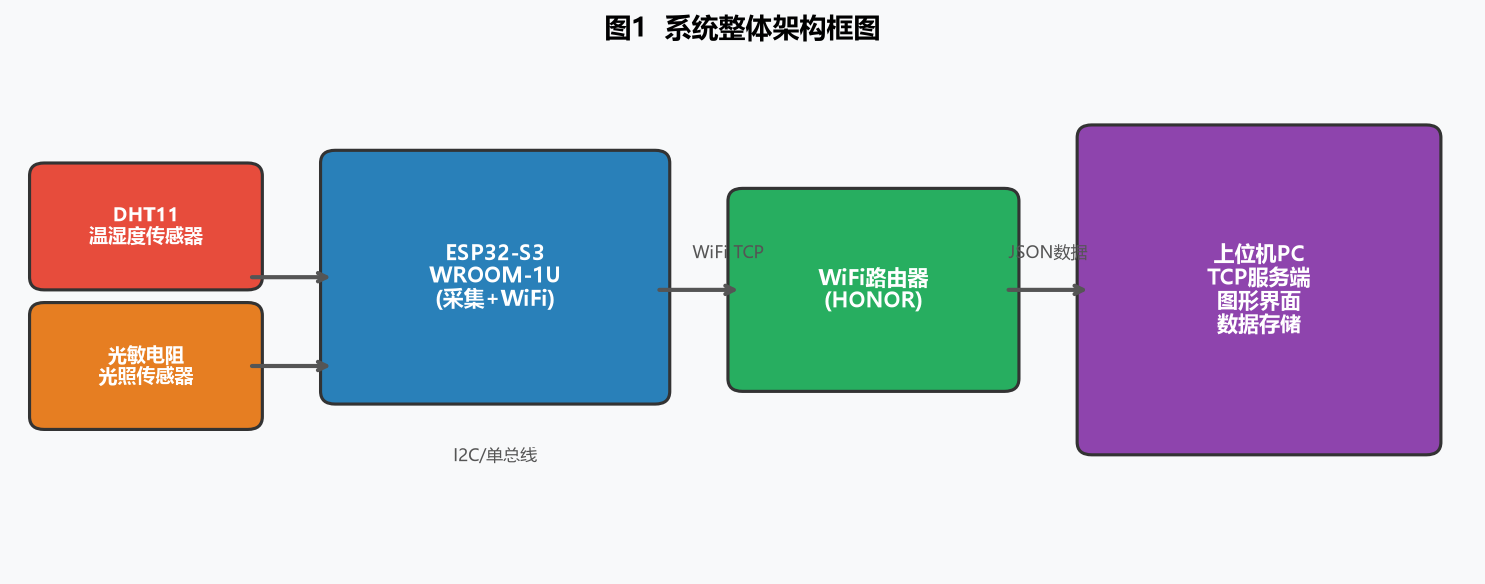 图1 系统整体架构框图
DHT11
温湿度传感器
光敏电阻
光照传感器
ESP32-S3
WROOM-1U
(采集+WiFi)
I2C/单总线
WiFi TCP
WiFi路由器
(HONOR)
JSON数据
上位机PC
TCP服务端
图形界面
数据存储